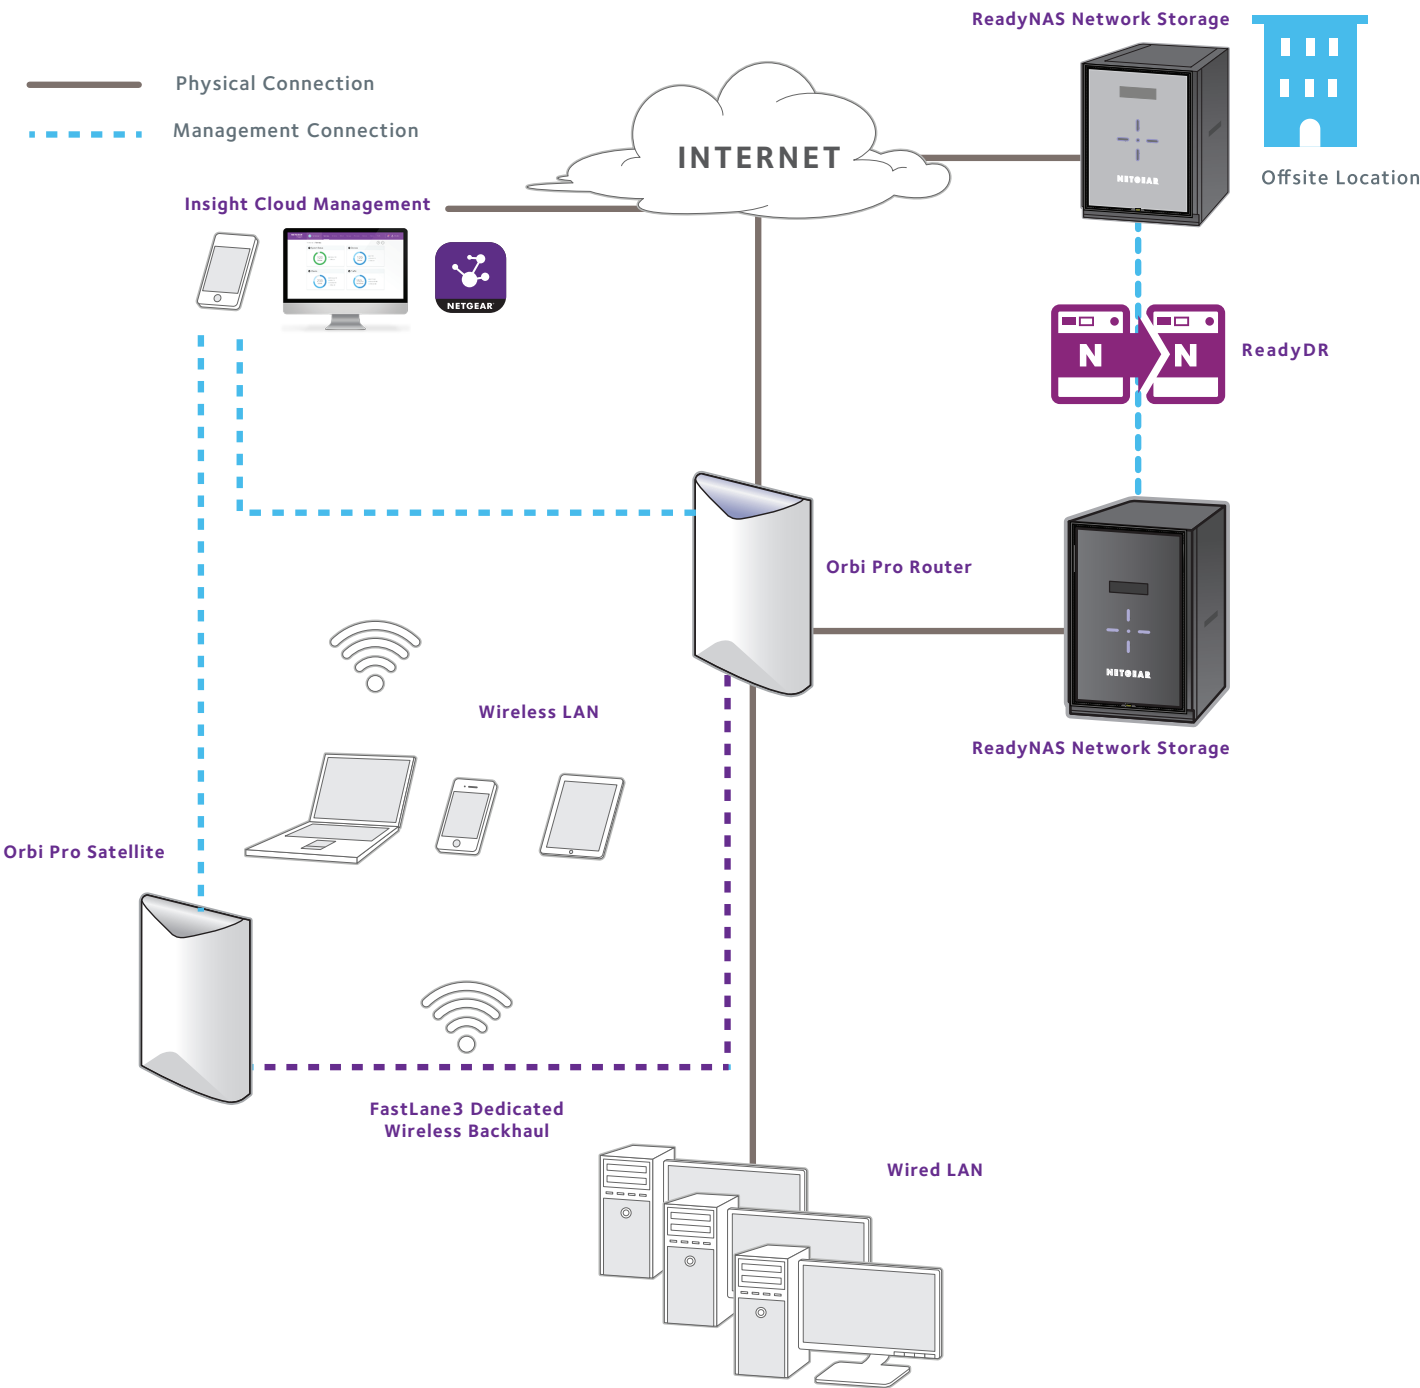 ReadyNAS Network Storage
Physical Connection
Management Connection
INTERNET
NETGEAR
Offsite Location
Insight Cloud Management
NETGEAR
N
N
ReadyDR
Orbi Pro Router
NETGEAR
Wireless LAN
ReadyNAS Network Storage
Orbi Pro Satellite
FastLane3 Dedicated
Wireless Backhaul
Wired LAN